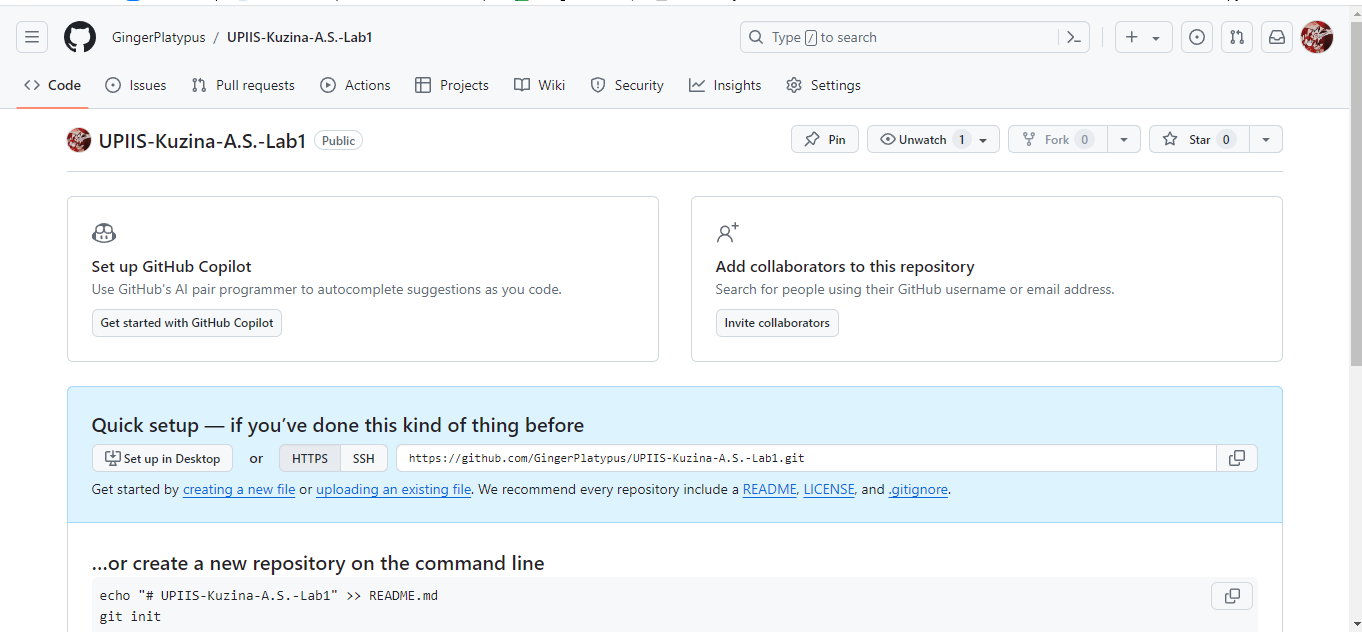 GingerPlatypus / UPIIS-Kuzina-A.S.-Lab1 Type / to search
Code Issues Pull requests Actions Projects Wiki Security Insights Settings
UPIIS-Kuzina-A.S.-Lab1 Public Pin Unwatch 1 Fork 0 Star 0
Set up GitHub Copilot
Use GitHub's AI pair programmer to autocomplete suggestions as you code.
Get started with GitHub Copilot
Add collaborators to this repository
Search for people using their GitHub username or email address.
Invite collaborators
Quick setup — if you’ve done this kind of thing before
Set up in Desktop or HTTPS SSH https://github.com/GingerPlatypus/UPIIS-Kuzina-A.S.-Lab1.git
Get started by creating a new file or uploading an existing file. We recommend every repository include a README, LICENSE, and .gitignore.
…or create a new repository on the command line
echo "# UPIIS-Kuzina-A.S.-Lab1" >> README.md
git init